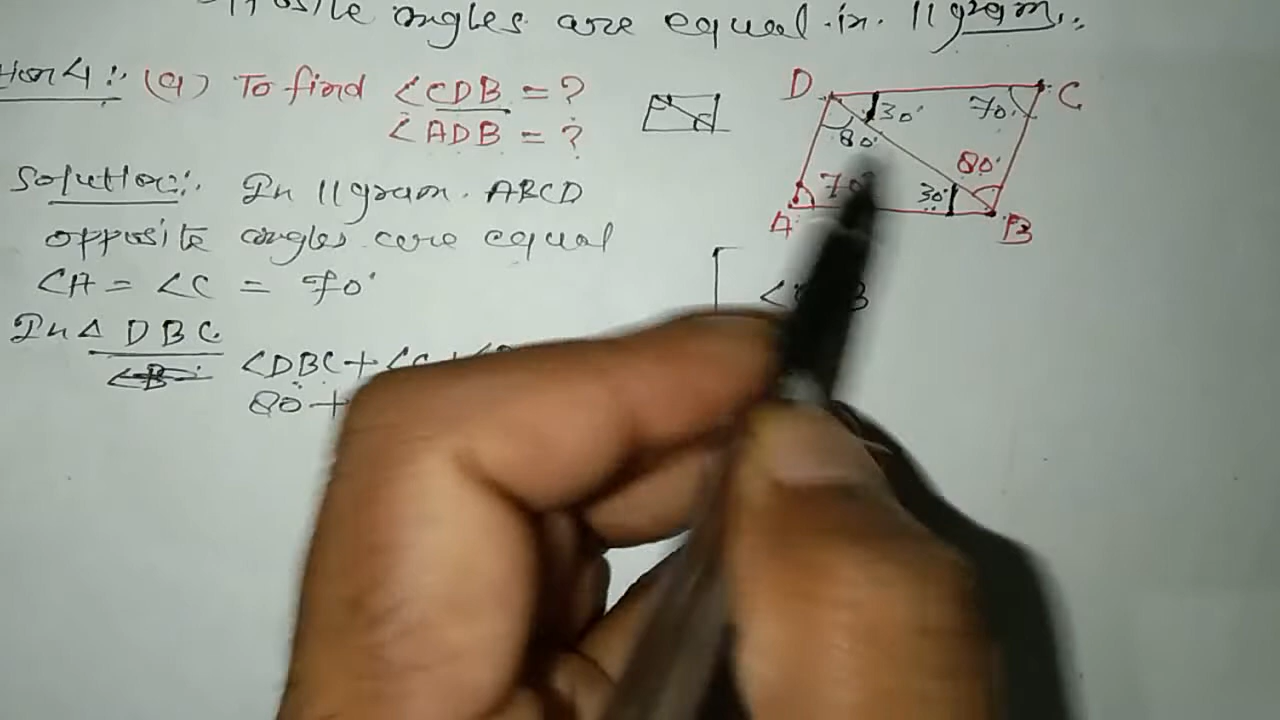 angles are equal in ||gram.
(a) To find ∠CDB = ?
∠ADB = ?
Solution:. In ||gram. ABCD
opposite angles are equal
∠A = ∠C = 70°
In Δ DBC
∠DBC + ∠C +
80 +
D
C
30°
70°
80°
80°
70°
30°
A
B